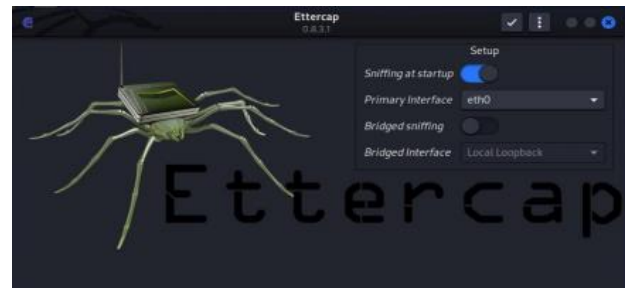 Ettercap
0.8.3.1
Setup
Sniffing at startup
Primary Interface eth0
Bridged sniffing
Bridged Interface Local Loopback
Ettercap